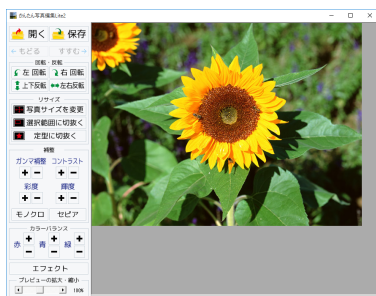 かんたん写真編集Lite2
開く 保存
←もどる すすむ→
回転・反転
左 回転 右 回転
上下反転 左右反転
リサイズ
写真サイズを変更
選択範囲に切抜く
定型に切抜く
補整
ガンマ補整 コントラスト
彩度 輝度
モノクロ セピア
カラーバランス
赤 青 緑
エフェクト
プレビューの拡大・縮小
100%